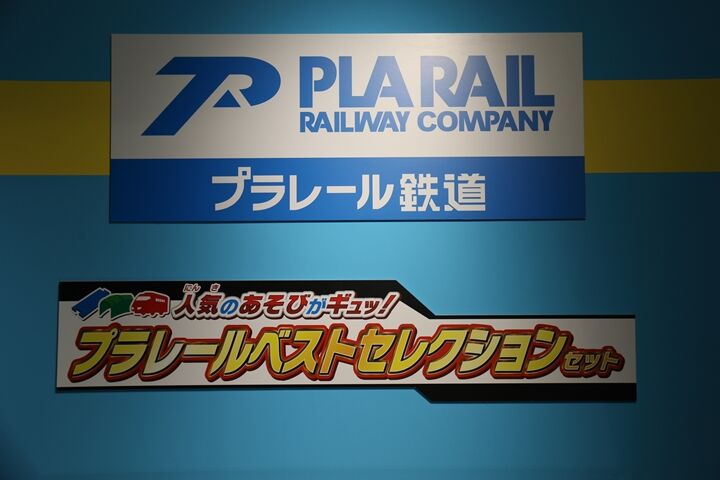 PLARAIL
RAILWAY COMPANY
プラレール鉄道
にんき
人気のあそびがギュッ!
プラレールベストセレクションセット